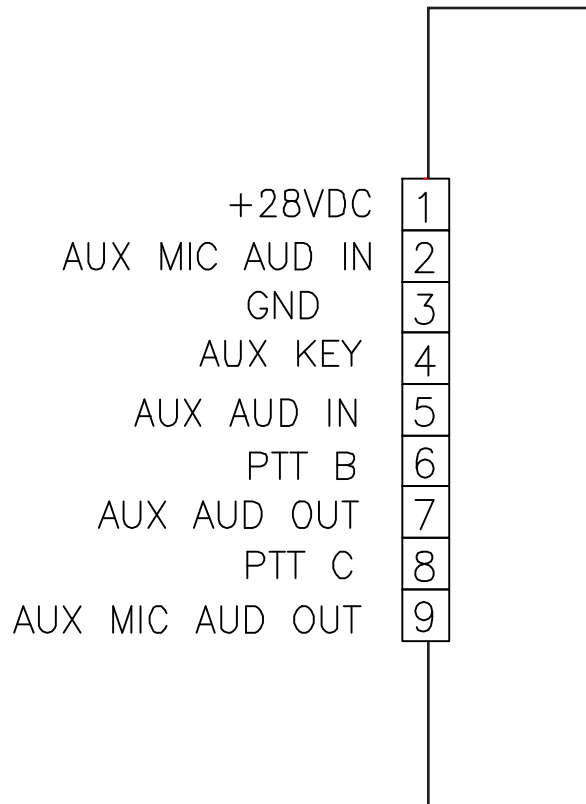 +28VDC 1
AUX MIC AUD IN 2
GND 3
AUX KEY 4
AUX AUD IN 5
PTT B 6
AUX AUD OUT 7
PTT C 8
AUX MIC AUD OUT 9